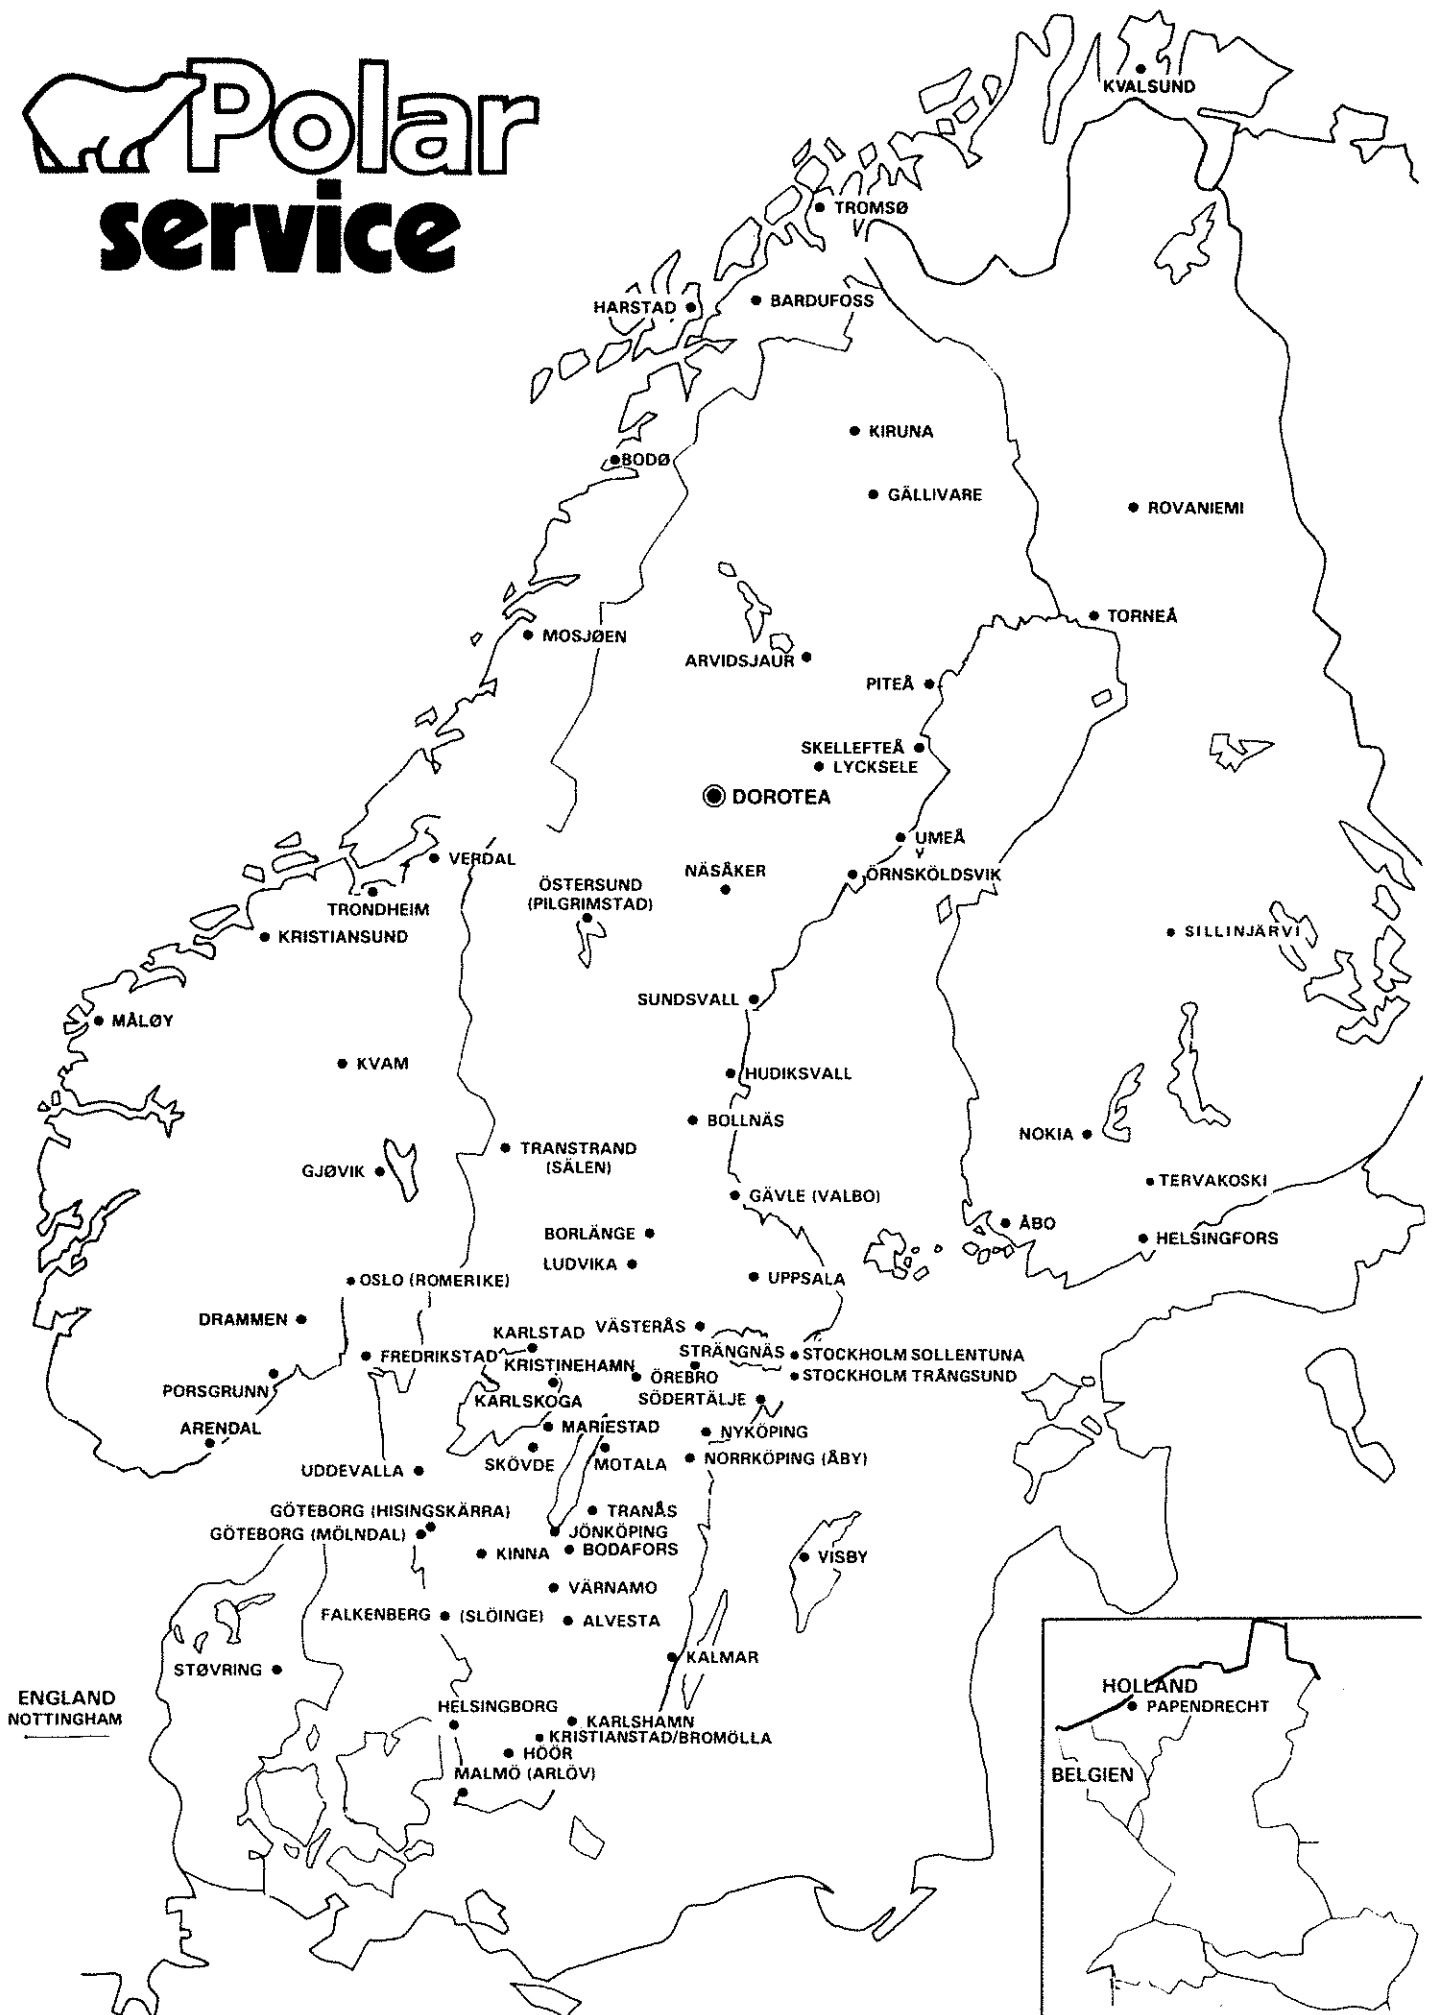 Polar
service
KVALSUND
TROMSØ
HARSTAD
BARDUFOSS
KIRUNA
BODØ
GÄLLIVARE
ROVANIEMI
TORNEÅ
MOSJØEN
ARVIDSJAUR
PITEÅ
SKELLEFTEÅ
LYCKSELE
DOROTEA
UMEÅ
VERDAL
NÄSÅKER
ÖRNSKÖLDSVIK
ÖSTERSUND
(PILGRIMSTAD)
TRONDHEIM
KRISTIANSUND
SILLINJÄRVI
SUNDSVALL
MÅLØY
KVAM
HUDIKSVALL
BOLLNÄS
NOKIA
TRANSTRAND
(SÄLEN)
GJØVIK
TERVAKOSKI
GÄVLE (VALBO)
ÅBO
BORLÄNGE
HELSINGFORS
LUDVIKA
UPPSALA
OSLO (ROMERIKE)
DRAMMEN
KARLSTAD
VÄSTERÅS
STRÄNGNÄS
STOCKHOLM SOLLENTUNA
FREDRIKSTAD
KRISTINEHAMN
ÖREBRO
STOCKHOLM TRÅNGSUND
PORSGRUNN
KARLSKOGA
SÖDERTÄLJE
ARENDAL
MARIESTAD
NYKÖPING
SKÖVDE
MOTALA
NORRKÖPING (ÅBY)
UDDEVALLA
GÖTEBORG (HISINGSKÄRRA)
TRANÅS
GÖTEBORG (MÖLNDAL)
JÖNKÖPING
KINNA
BODAFORS
VISBY
VÄRNAMO
FALKENBERG
(SLÖINGE)
ALVESTA
KALMAR
STØVRING
ENGLAND
NOTTINGHAM
HELSINGBORG
KARLSHAMN
KRISTIANSTAD/BROMÖLLA
HÖÖR
MALMÖ (ARLÖV)
HOLLAND
PAPENDRECHT
BELGIEN